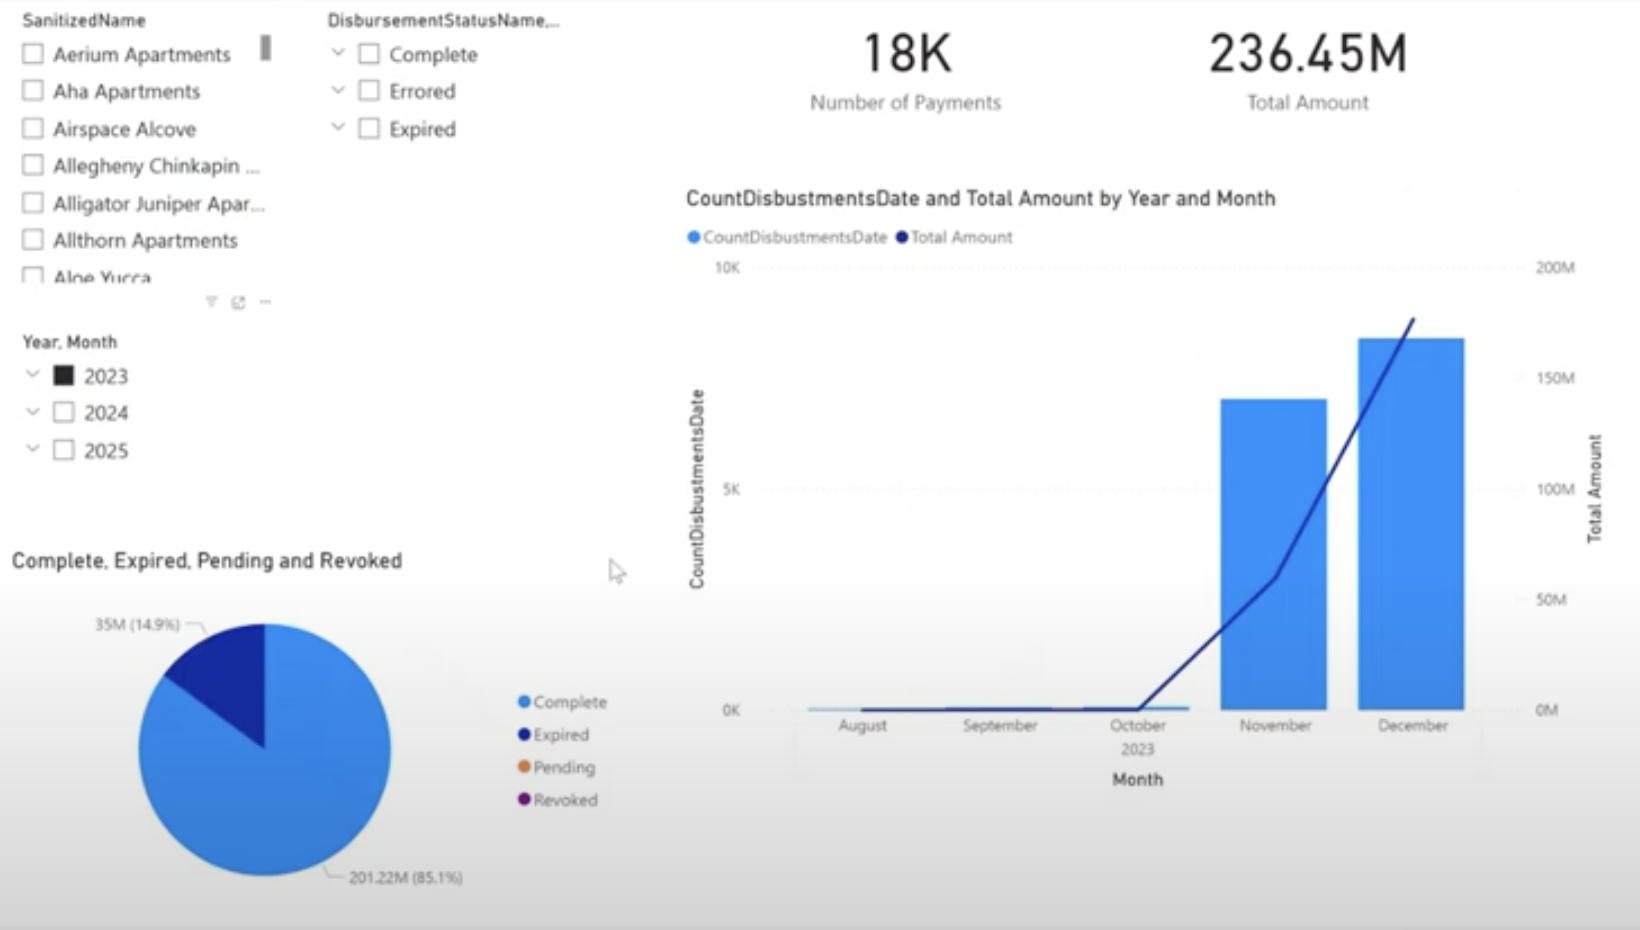 SanitizedName
Aerium Apartments
Aha Apartments
Airspace Alcove
Allegheny Chinkapin ...
Alligator Juniper Apar...
Allthorn Apartments
Aloe Yucca
DisbursementStatusName,...
Complete
Errored
Expired
18K
Number of Payments
236.45M
Total Amount
Year, Month
2023
2024
2025
CountDisbustmentsDate and Total Amount by Year and Month
CountDisbustmentsDate Total Amount
10K
5K
0K
CountDisbustmentsDate
200M
150M
100M
50M
0M
Total Amount
August September October November December
2023
Month
Complete, Expired, Pending and Revoked
35M (14.9%)
201.22M (85.1%)
Complete
Expired
Pending
Revoked